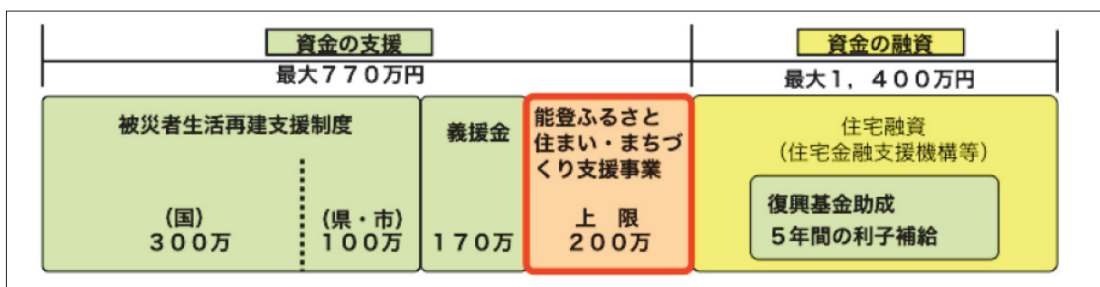 資金の支援
最大770万円
資金の融資
最大1,400万円
被災者生活再建支援制度
(国)
300万
(県・市)
100万
義援金
170万
能登ふるさと
住まい・まちづ
くり支援事業
上 限
200万
住宅融資
(住宅金融支援機構等)
復興基金助成
5年間の利子補給